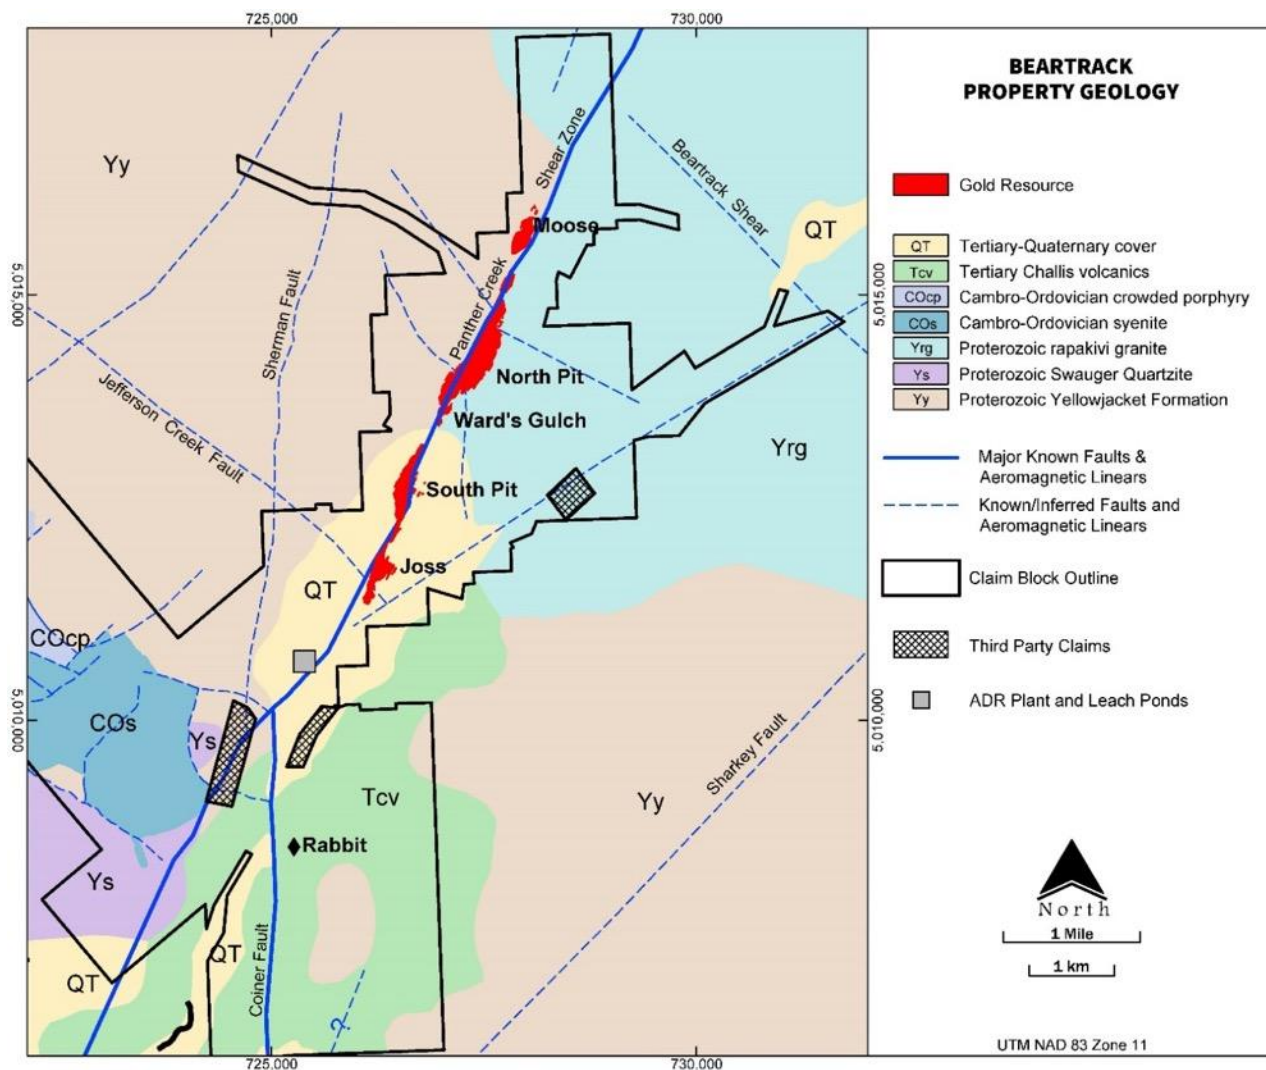 725,000
730,000
BEARTRACK
PROPERTY GEOLOGY
Yy
Shear Zone
Beartrack Shear
Gold Resource
Moose
QT
QT
Tertiary-Quaternary cover
Tcv
Tertiary Challis volcanics
5,015,000
5,015,000
COcp
Cambro-Ordovician crowded porphyry
Sherman Fault
Panther Creek
COs
Cambro-Ordovician syenite
Yrg
Proterozoic rapakivi granite
Jefferson Creek Fault
North Pit
Ys
Proterozoic Swauger Quartzite
Yy
Proterozoic Yellowjacket Formation
Ward's Gulch
Yrg
Major Known Faults &
Aeromagnetic Linears
South Pit
Known/Inferred Faults and
Aeromagnetic Linears
Joss
QT
Claim Block Outline
COcp
Third Party Claims
ADR Plant and Leach Ponds
5,010,000
5,010,000
COs
Ys
Sharkey Fault
Tcv
Yy
Rabbit
Ys
North
1 Mile
QT
QT
Coiner Fault
1 km
?
UTM NAD 83 Zone 11
725,000
730,000